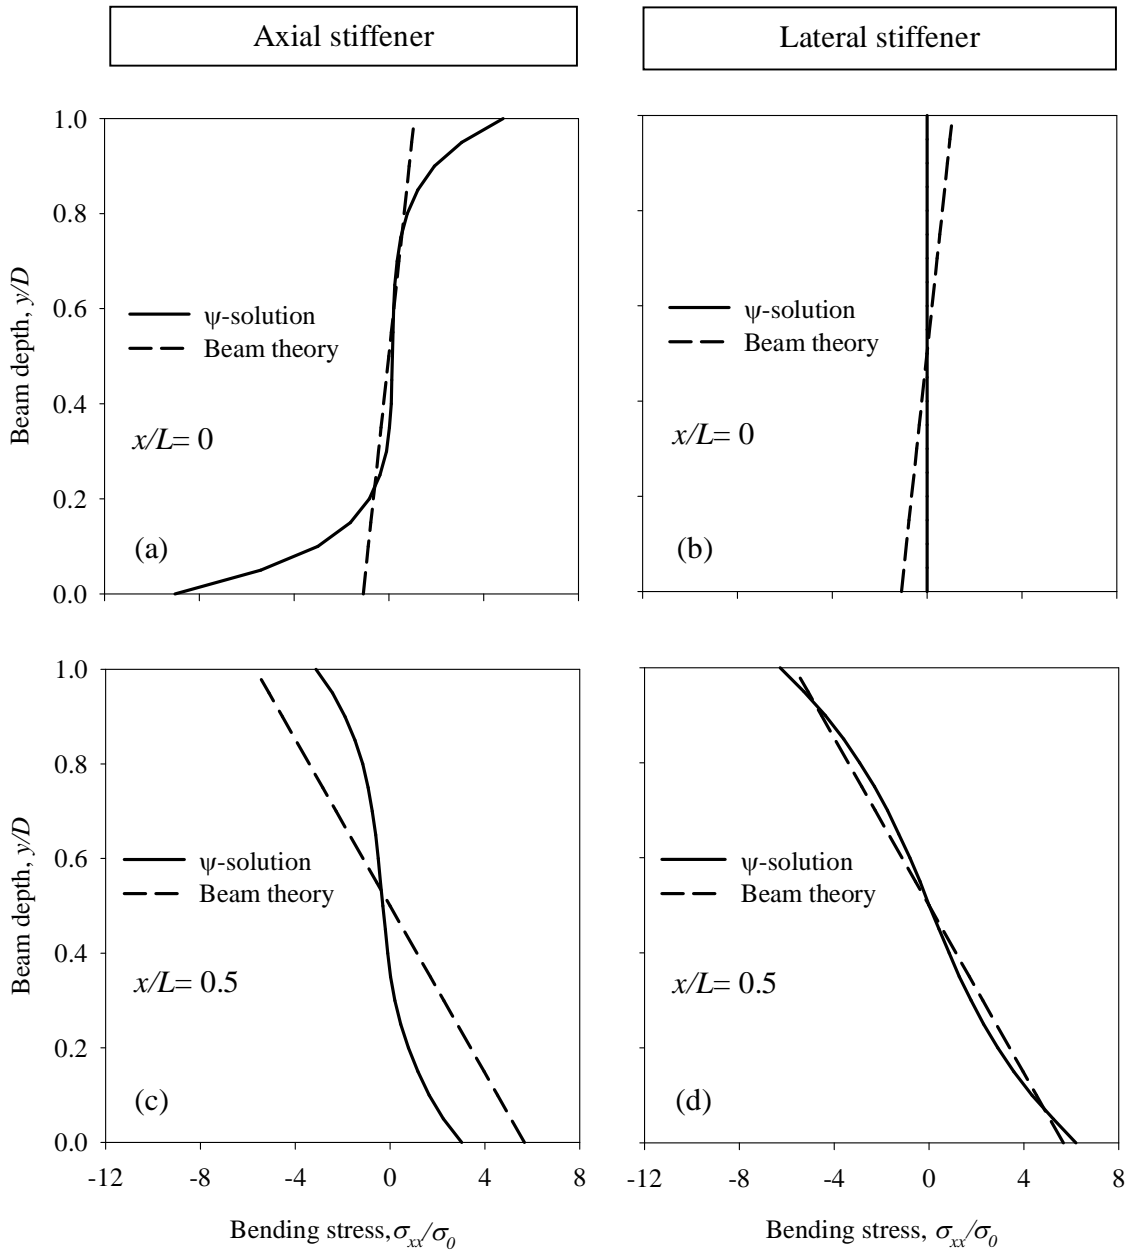 Axial stiffener
Lateral stiffener
1.0
0.8
0.6
0.4
0.2
0.0
Beam depth, y/D
ψ-solution
Beam theory
x/L= 0
(a)
ψ-solution
Beam theory
x/L= 0
(b)
1.0
0.8
0.6
0.4
0.2
0.0
Beam depth, y/D
ψ-solution
Beam theory
x/L= 0.5
(c)
-12 -8 -4 0 4 8
Bending stress,σxx/σ0
ψ-solution
Beam theory
x/L= 0.5
(d)
-12 -8 -4 0 4 8
Bending stress, σxx/σ0